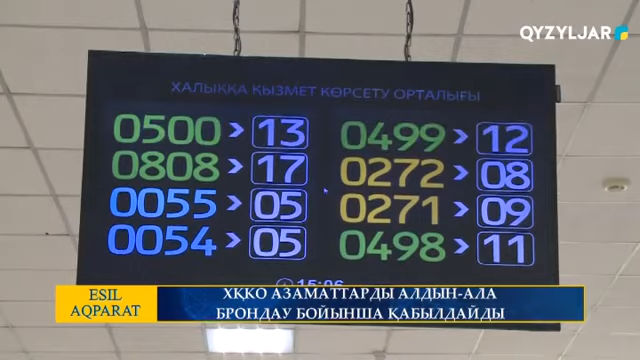 QYZYLJAR
ХАЛЫҚҚА ҚЫЗМЕТ КӨРСЕТУ ОРТАЛЫҒЫ
0500 > 13
0499 > 12
0808 > 17
0272 > 08
0055 > 05
0271 > 09
0054 > 05
0498 > 11
15:06
ESIL
AQPARAT
ХҚКО АЗАМАТТАРДЫ АЛДЫН-АЛА
БРОНДАУ БОЙЫНША ҚАБЫЛДАЙДЫ